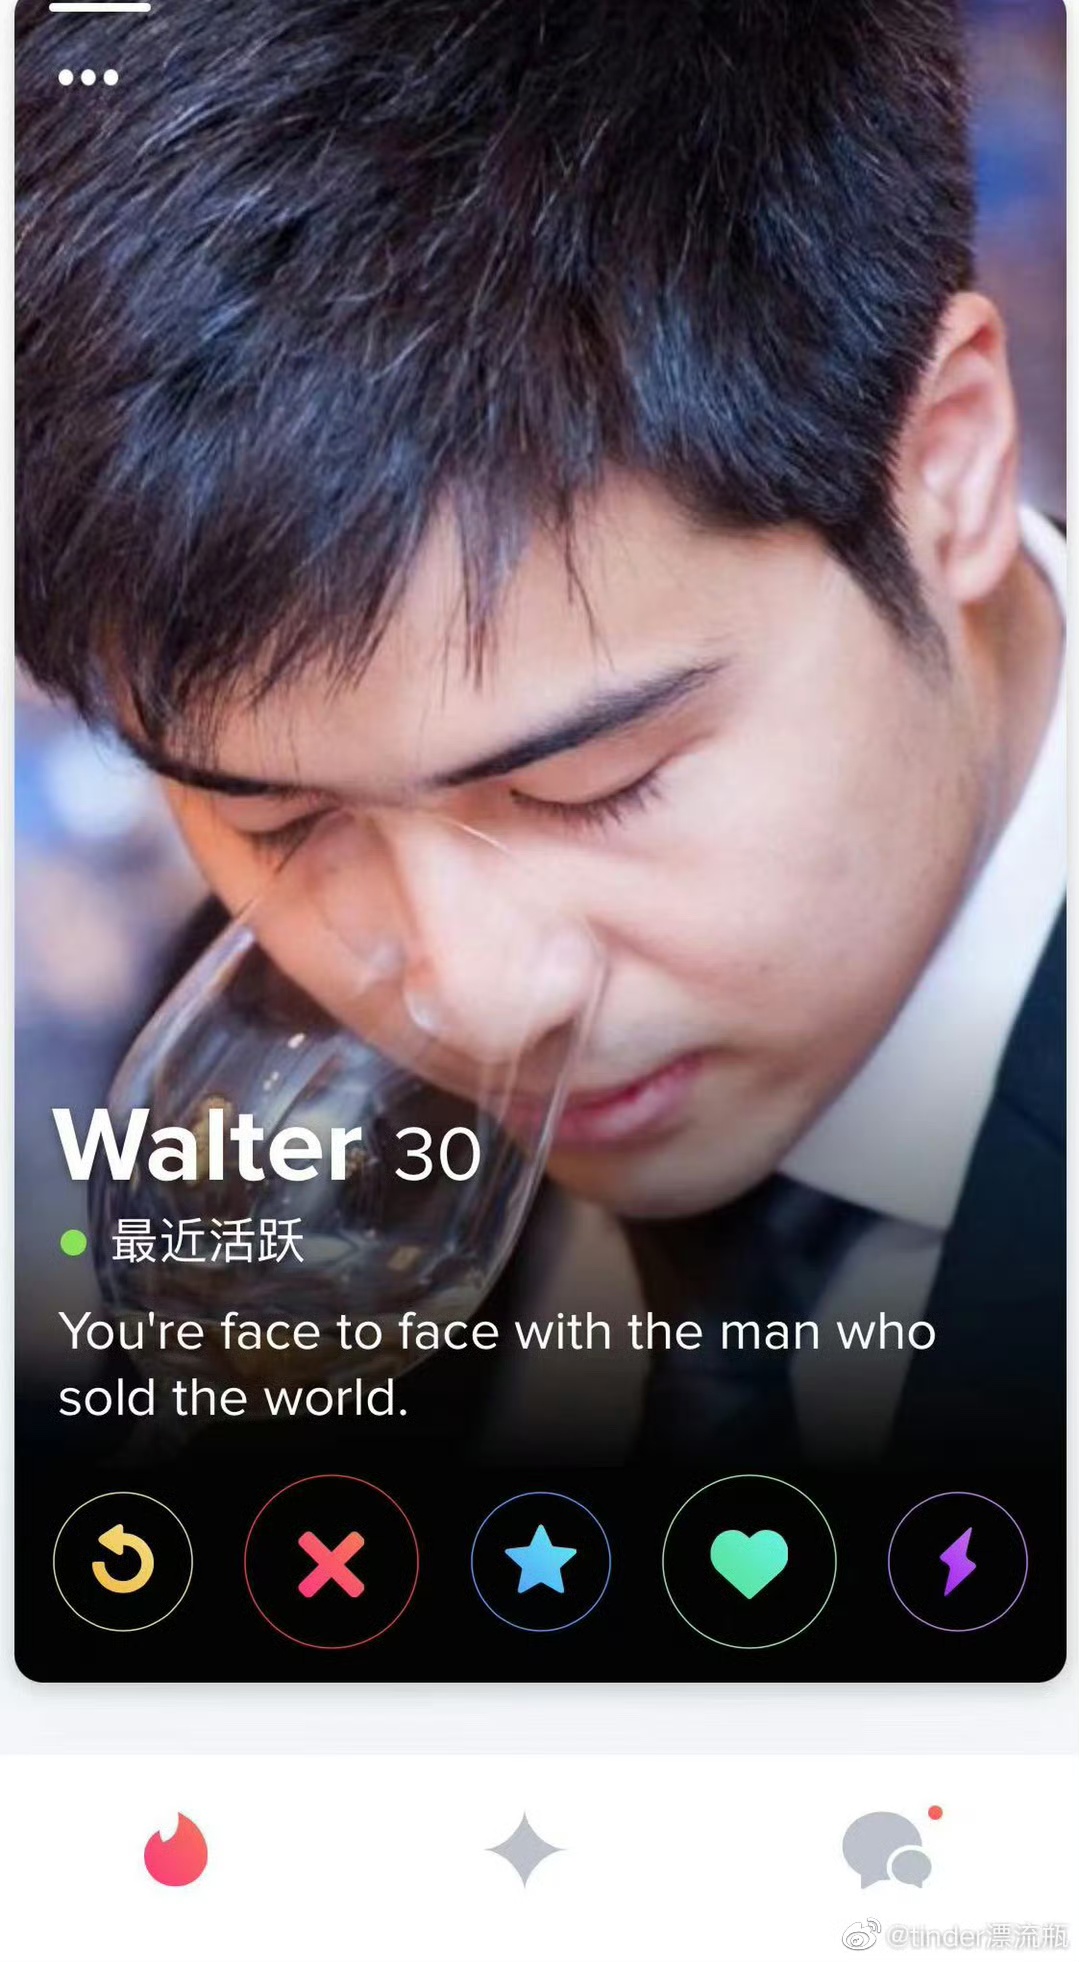 Walter 30
最近活跃
You're face to face with the man who
sold the world.
@tinder漂流瓶